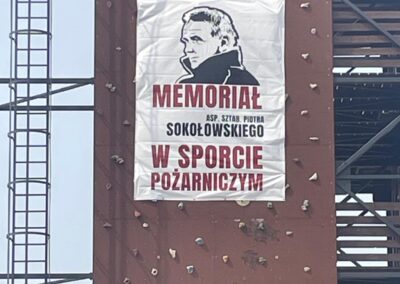 MEMORIAŁ
ASP. SZTAB. PIOTRA
SOKOŁOWSKIEGO
W SPORCIE
POŻARNICZYM